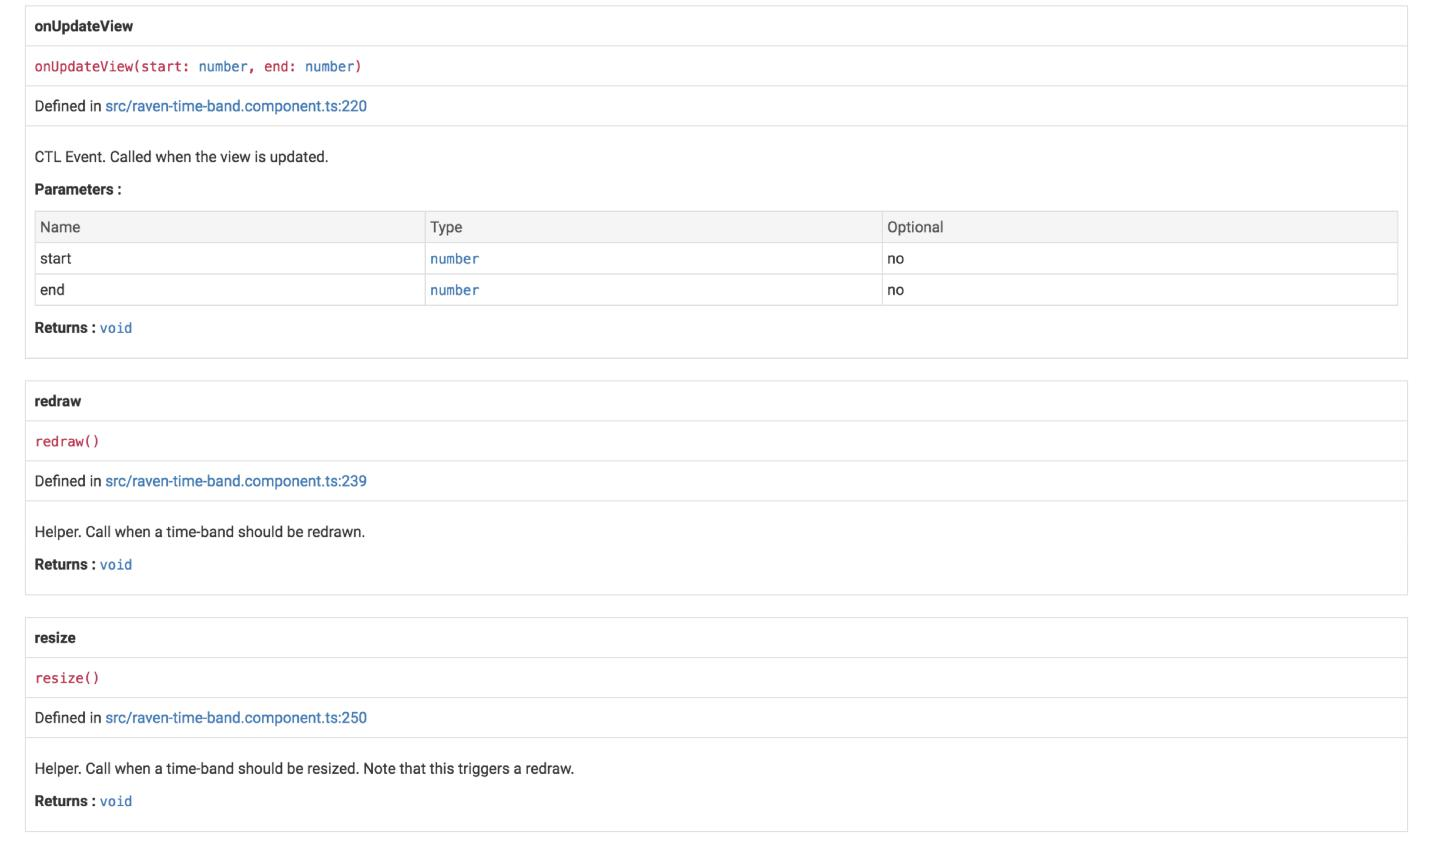 onUpdateView
onUpdateView(start: number, end: number)
Defined in src/raven-time-band.component.ts:220
CTL Event. Called when the view is updated.
Parameters :
Name Type Optional
start number no
end number no
Returns : void
redraw
redraw()
Defined in src/raven-time-band.component.ts:239
Helper. Call when a time-band should be redrawn.
Returns : void
resize
resize()
Defined in src/raven-time-band.component.ts:250
Helper. Call when a time-band should be resized. Note that this triggers a redraw.
Returns : void